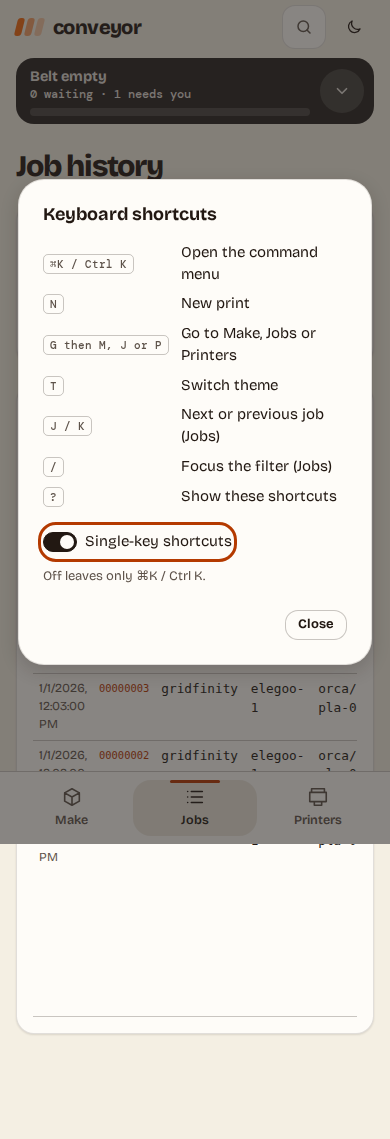 conveyor
Belt empty
0 waiting · 1 needs you
Job history
Keyboard shortcuts
⌘K / Ctrl K
Open the command
menu
N
New print
G then M, J or P
Go to Make, Jobs or
Printers
T
Switch theme
J / K
Next or previous job
(Jobs)
/
Focus the filter (Jobs)
?
Show these shortcuts
Single-key shortcuts
Off leaves only ⌘K / Ctrl K.
Close
1/1/2026, 00000003 gridfinity elegoo- orca/
12:03:00 1 pla-0
PM
1/1/2026, 00000002 gridfinity elegoo- orca/
Make
Jobs
Printers
PM